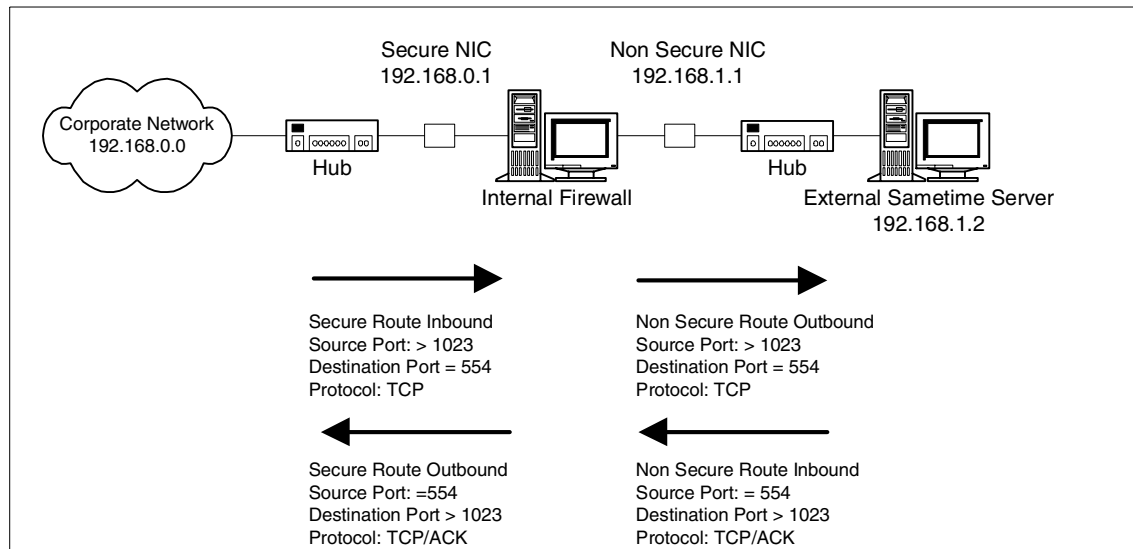 Secure NIC
192.168.0.1
Non Secure NIC
192.168.1.1
Corporate Network
192.168.0.0
Hub
Internal Firewall
Hub
External Sametime Server
192.168.1.2
Secure Route Inbound
Source Port: > 1023
Destination Port = 554
Protocol: TCP
Non Secure Route Outbound
Source Port: > 1023
Destination Port = 554
Protocol: TCP
Secure Route Outbound
Source Port: =554
Destination Port > 1023
Protocol: TCP/ACK
Non Secure Route Inbound
Source Port: = 554
Destination Port > 1023
Protocol: TCP/ACK